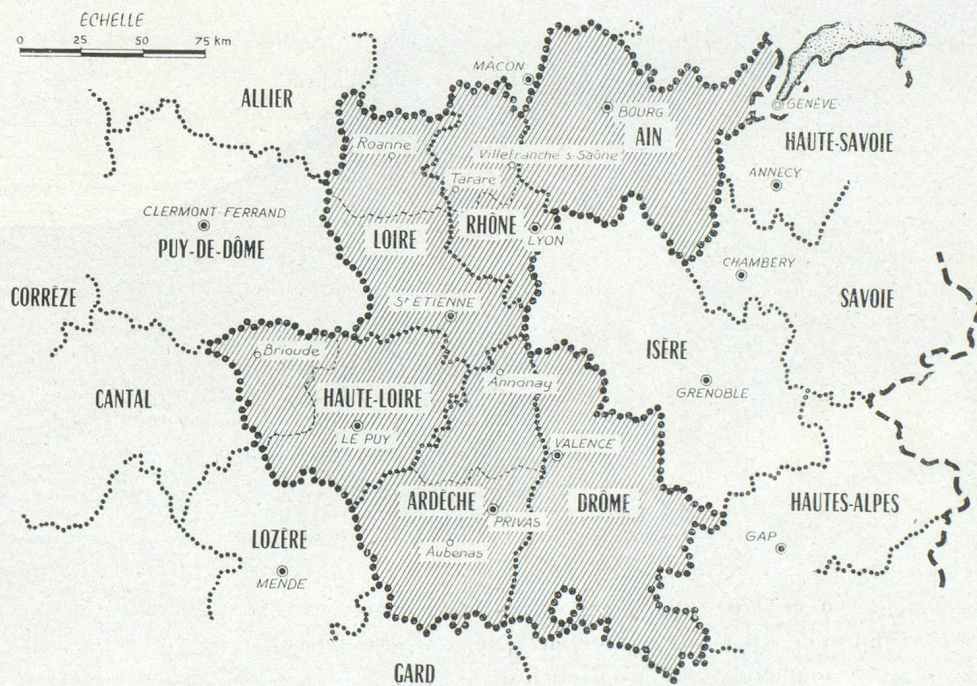 ÉCHELLE
0 25 50 75 km
MÂCON
ALLIER
BOURG
GENÈVE
AIN
HAUTE-SAVOIE
Roanne
Villefranche s. Saône
Tarare
ANNECY
CLERMONT-FERRAND
PUY-DE-DÔME
LOIRE
RHÔNE
LYON
CHAMBÉRY
CORRÈZE
SAVOIE
St ETIENNE
Brioude
ISÈRE
Annonay
GRENOBLE
CANTAL
HAUTE-LOIRE
LE PUY
VALENCE
ARDÈCHE
DRÔME
HAUTES-ALPES
PRIVAS
LOZÈRE
Aubenas
GAP
MENDE
GARD